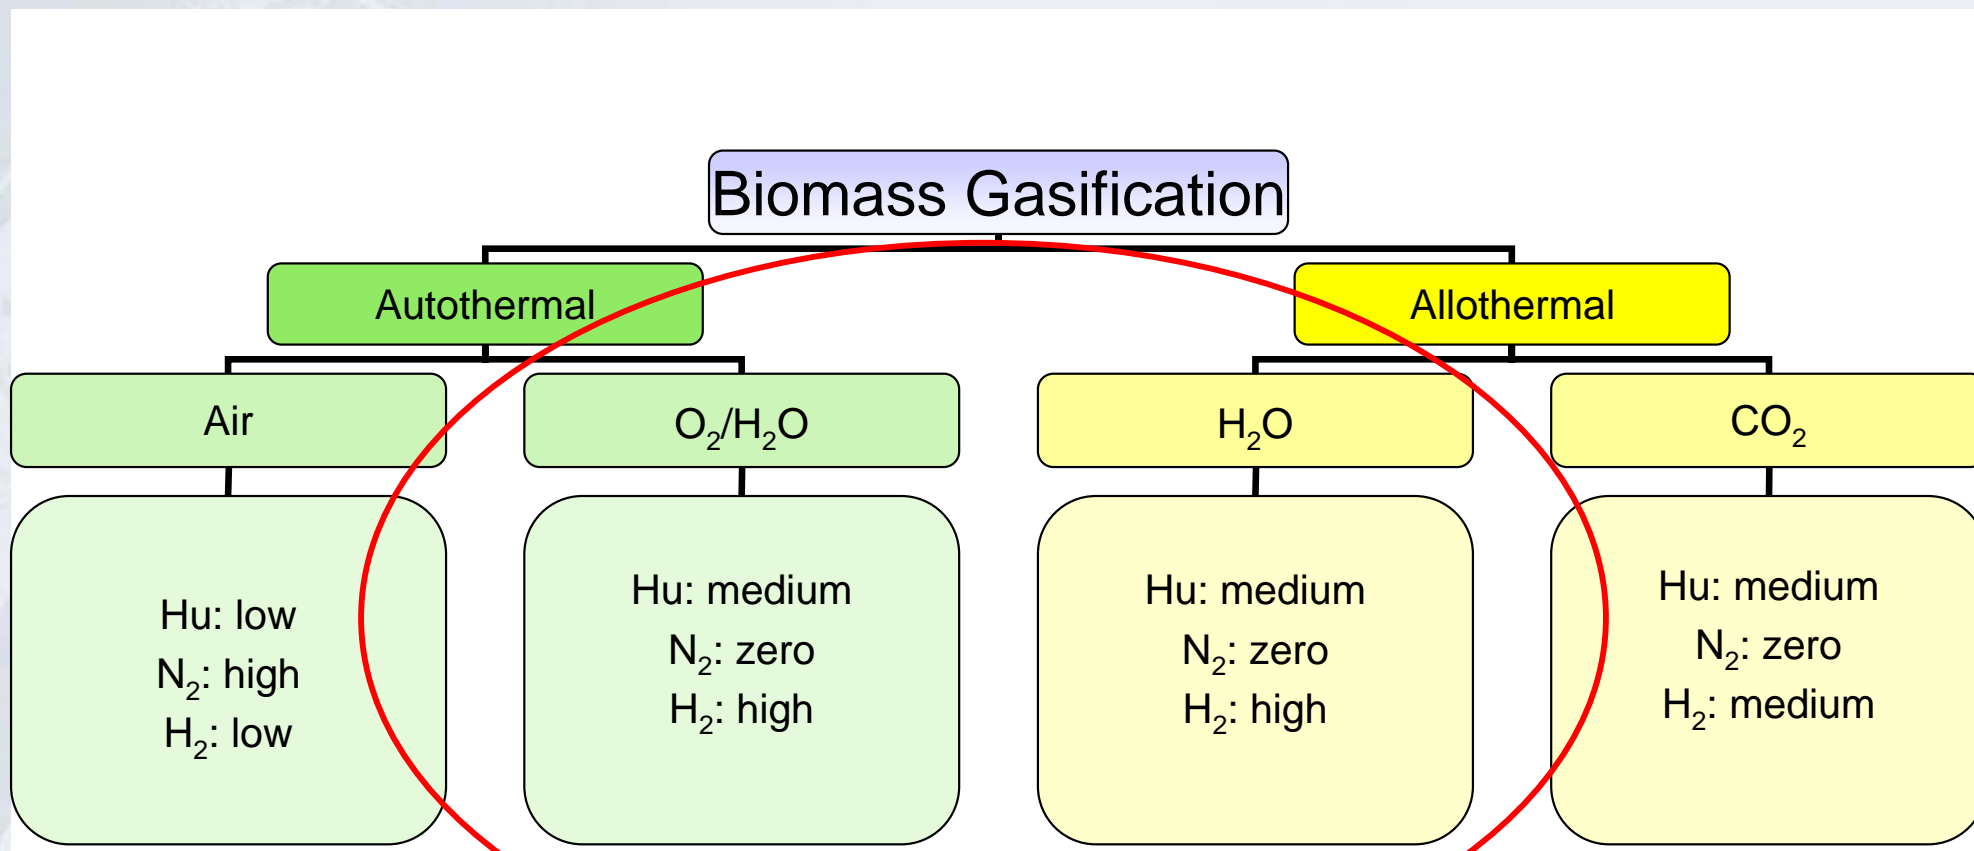 Biomass Gasification
Autothermal
Allothermal
Air
O₂/H₂O
H₂O
CO₂
Hu: low
N₂: high
H₂: low
Hu: medium
N₂: zero
H₂: high
Hu: medium
N₂: zero
H₂: high
Hu: medium
N₂: zero
H₂: medium